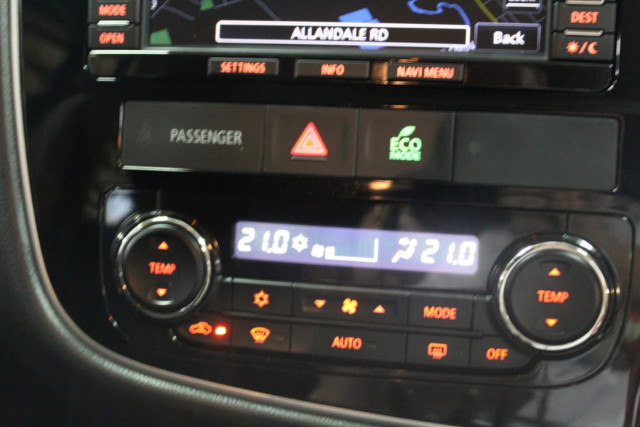 MODE
DEST
OPEN
ALLANDALE RD
Back
SETTINGS
INFO
NAVI MENU
PASSENGER
ECO
MODE
21.0
21.0
TEMP
TEMP
MODE
AUTO
OFF